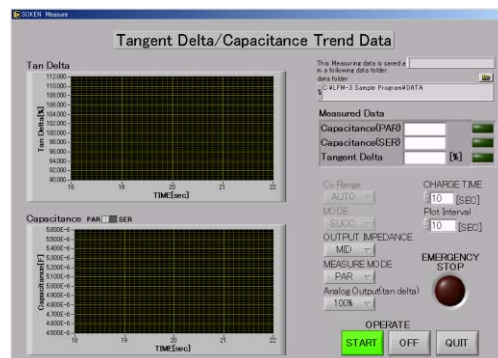 SOKEN Measure
Tangent Delta/Capacitance Trend Data
Tan Delta
Tan Delta[%]
112.000
110.000
108.000
106.000
104.000
102.000
100.000
98.000
96.000
94.000
92.000
90.000
18 19 20 21 22
TIME[sec]
Capacitance PAR SER
Capacitance[F]
5.600E-6
5.500E-6
5.400E-6
5.300E-6
5.200E-6
5.100E-6
5.000E-6
4.900E-6
4.800E-6
4.700E-6
4.600E-6
4.500E-6
18 19 20 21 22
TIME[sec]
This Measuring data is saved a
in a following data folder.
data folder
C:¥LFM-3 Sample Program¥DATA
Measured Data
Capacitance(PAR)
Capacitance(SER)
Tangent Delta [%]
Cx Range
AUTO
MODE
SUCC
OUTPUT IMPEDANCE
MID
MEASURE MODE
PAR
Analog Output(tan delta)
100%
CHARGE TIME
10 [SEC]
Plot Interval
10 [SEC]
EMERGENCY
STOP
OPERATE
START OFF QUIT